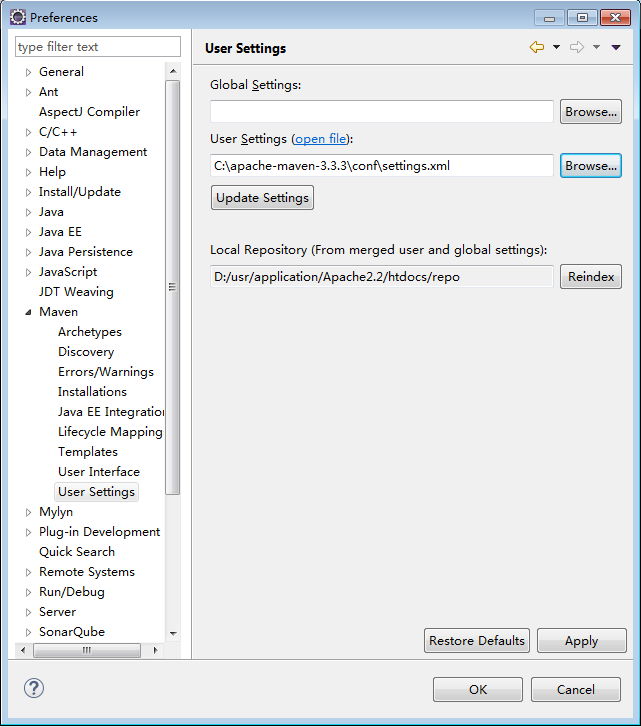 Preferences
type filter text
General
Ant
AspectJ Compiler
C/C++
Data Management
Help
Install/Update
Java
Java EE
Java Persistence
JavaScript
JDT Weaving
Maven
Archetypes
Discovery
Errors/Warnings
Installations
Java EE Integration
Lifecycle Mapping
Templates
User Interface
User Settings
Mylyn
Plug-in Development
Quick Search
Remote Systems
Run/Debug
Server
SonarQube
User Settings
Global Settings:
Browse...
User Settings (open file):
C:\apache-maven-3.3.3\conf\settings.xml Browse...
Update Settings
Local Repository (From merged user and global settings):
D:/usr/application/Apache2.2/htdocs/repo Reindex
Restore Defaults Apply
OK Cancel